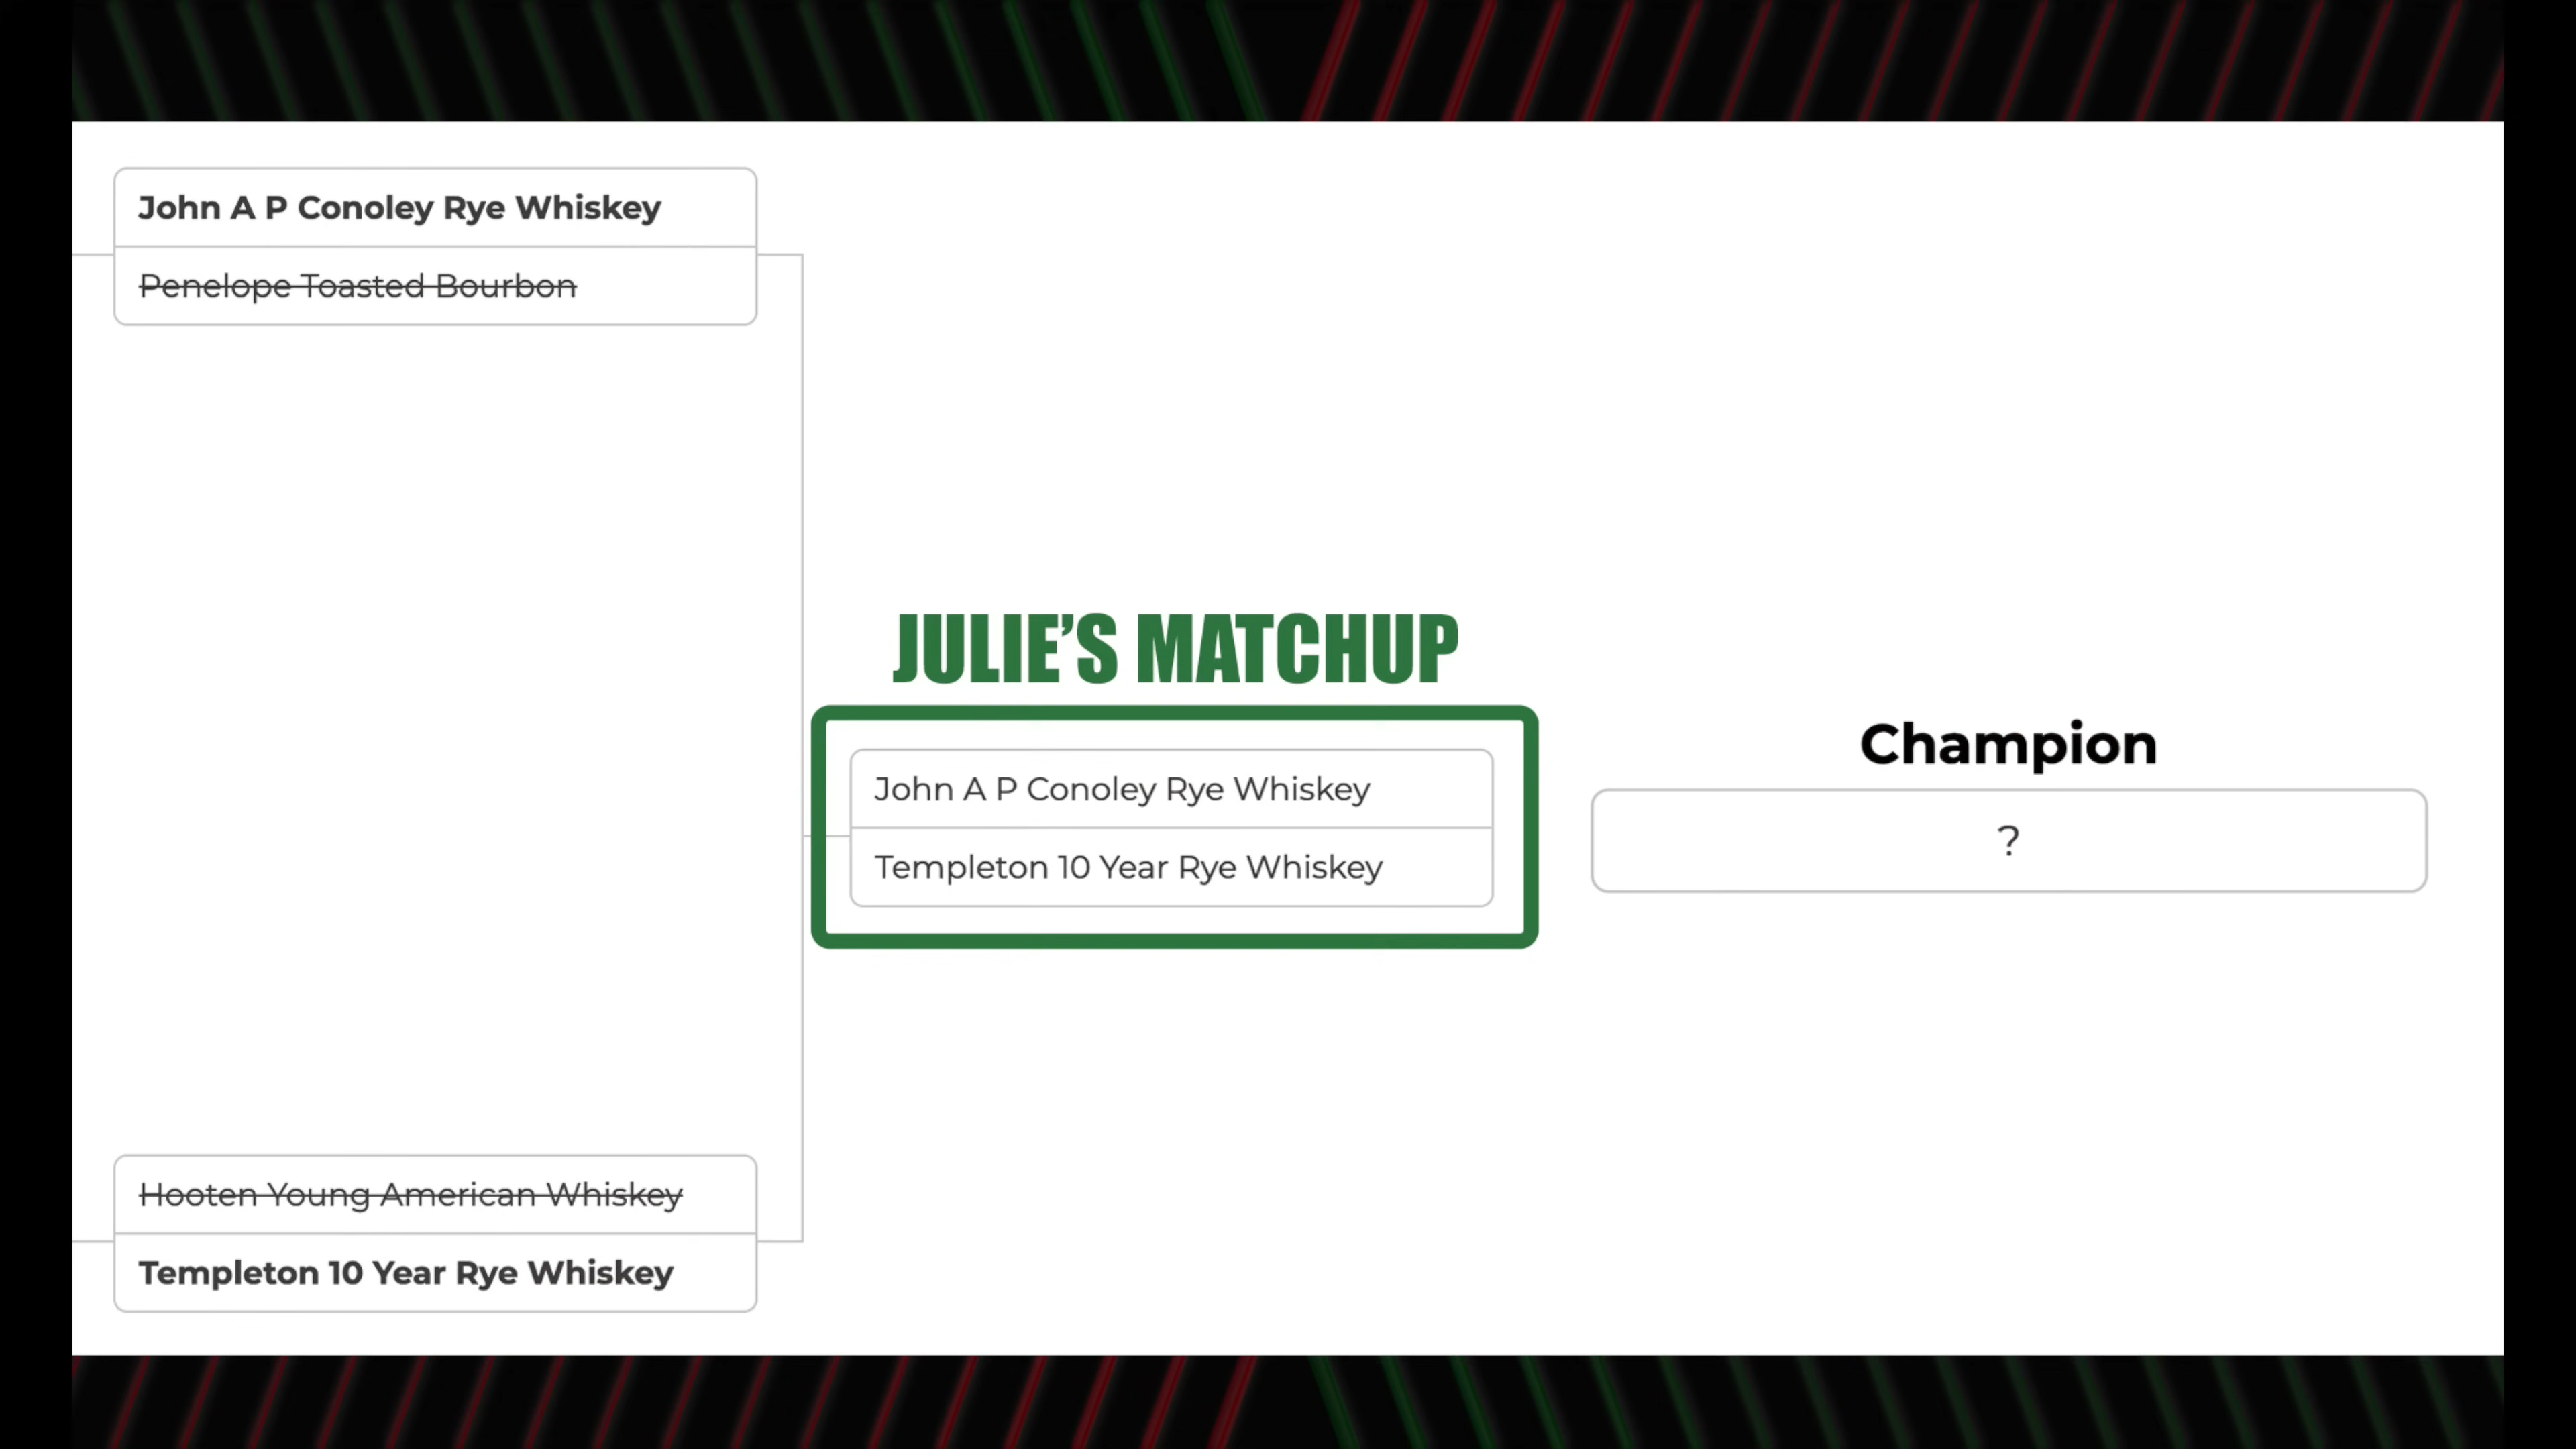 John A P Conoley Rye Whiskey
Penelope Toasted Bourbon
JULIE'S MATCHUP
John A P Conoley Rye Whiskey
Templeton 10 Year Rye Whiskey
Champion
?
Hooten Young American Whiskey
Templeton 10 Year Rye Whiskey